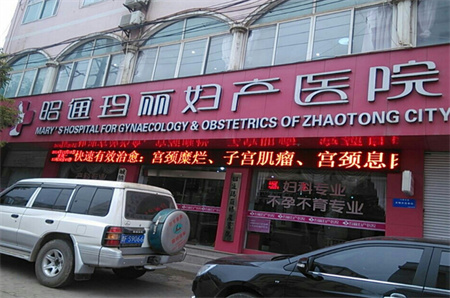 昭通玛丽妇产医院
MARY'S HOSPITAL FOR GYNAECOLOGY & OBSTETRICS OF ZHAOTONG CITY
快速有效治愈：宫颈糜烂、子宫肌瘤、宫颈息肉
妇科专业
不孕不育专业